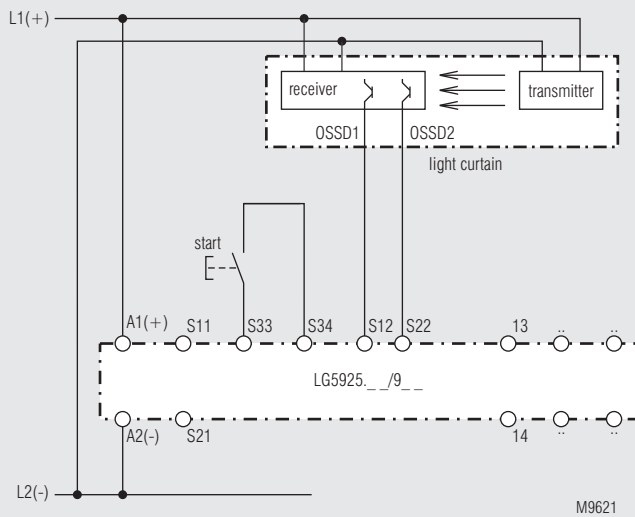 L1(+)
receiver
transmitter
OSSD1
OSSD2
light curtain
start
A1(+)
S11
S33
S34
S12
S22
13
..
..
LG5925._ _/9_ _
A2(-)
S21
14
..
..
L2(-)
M9621